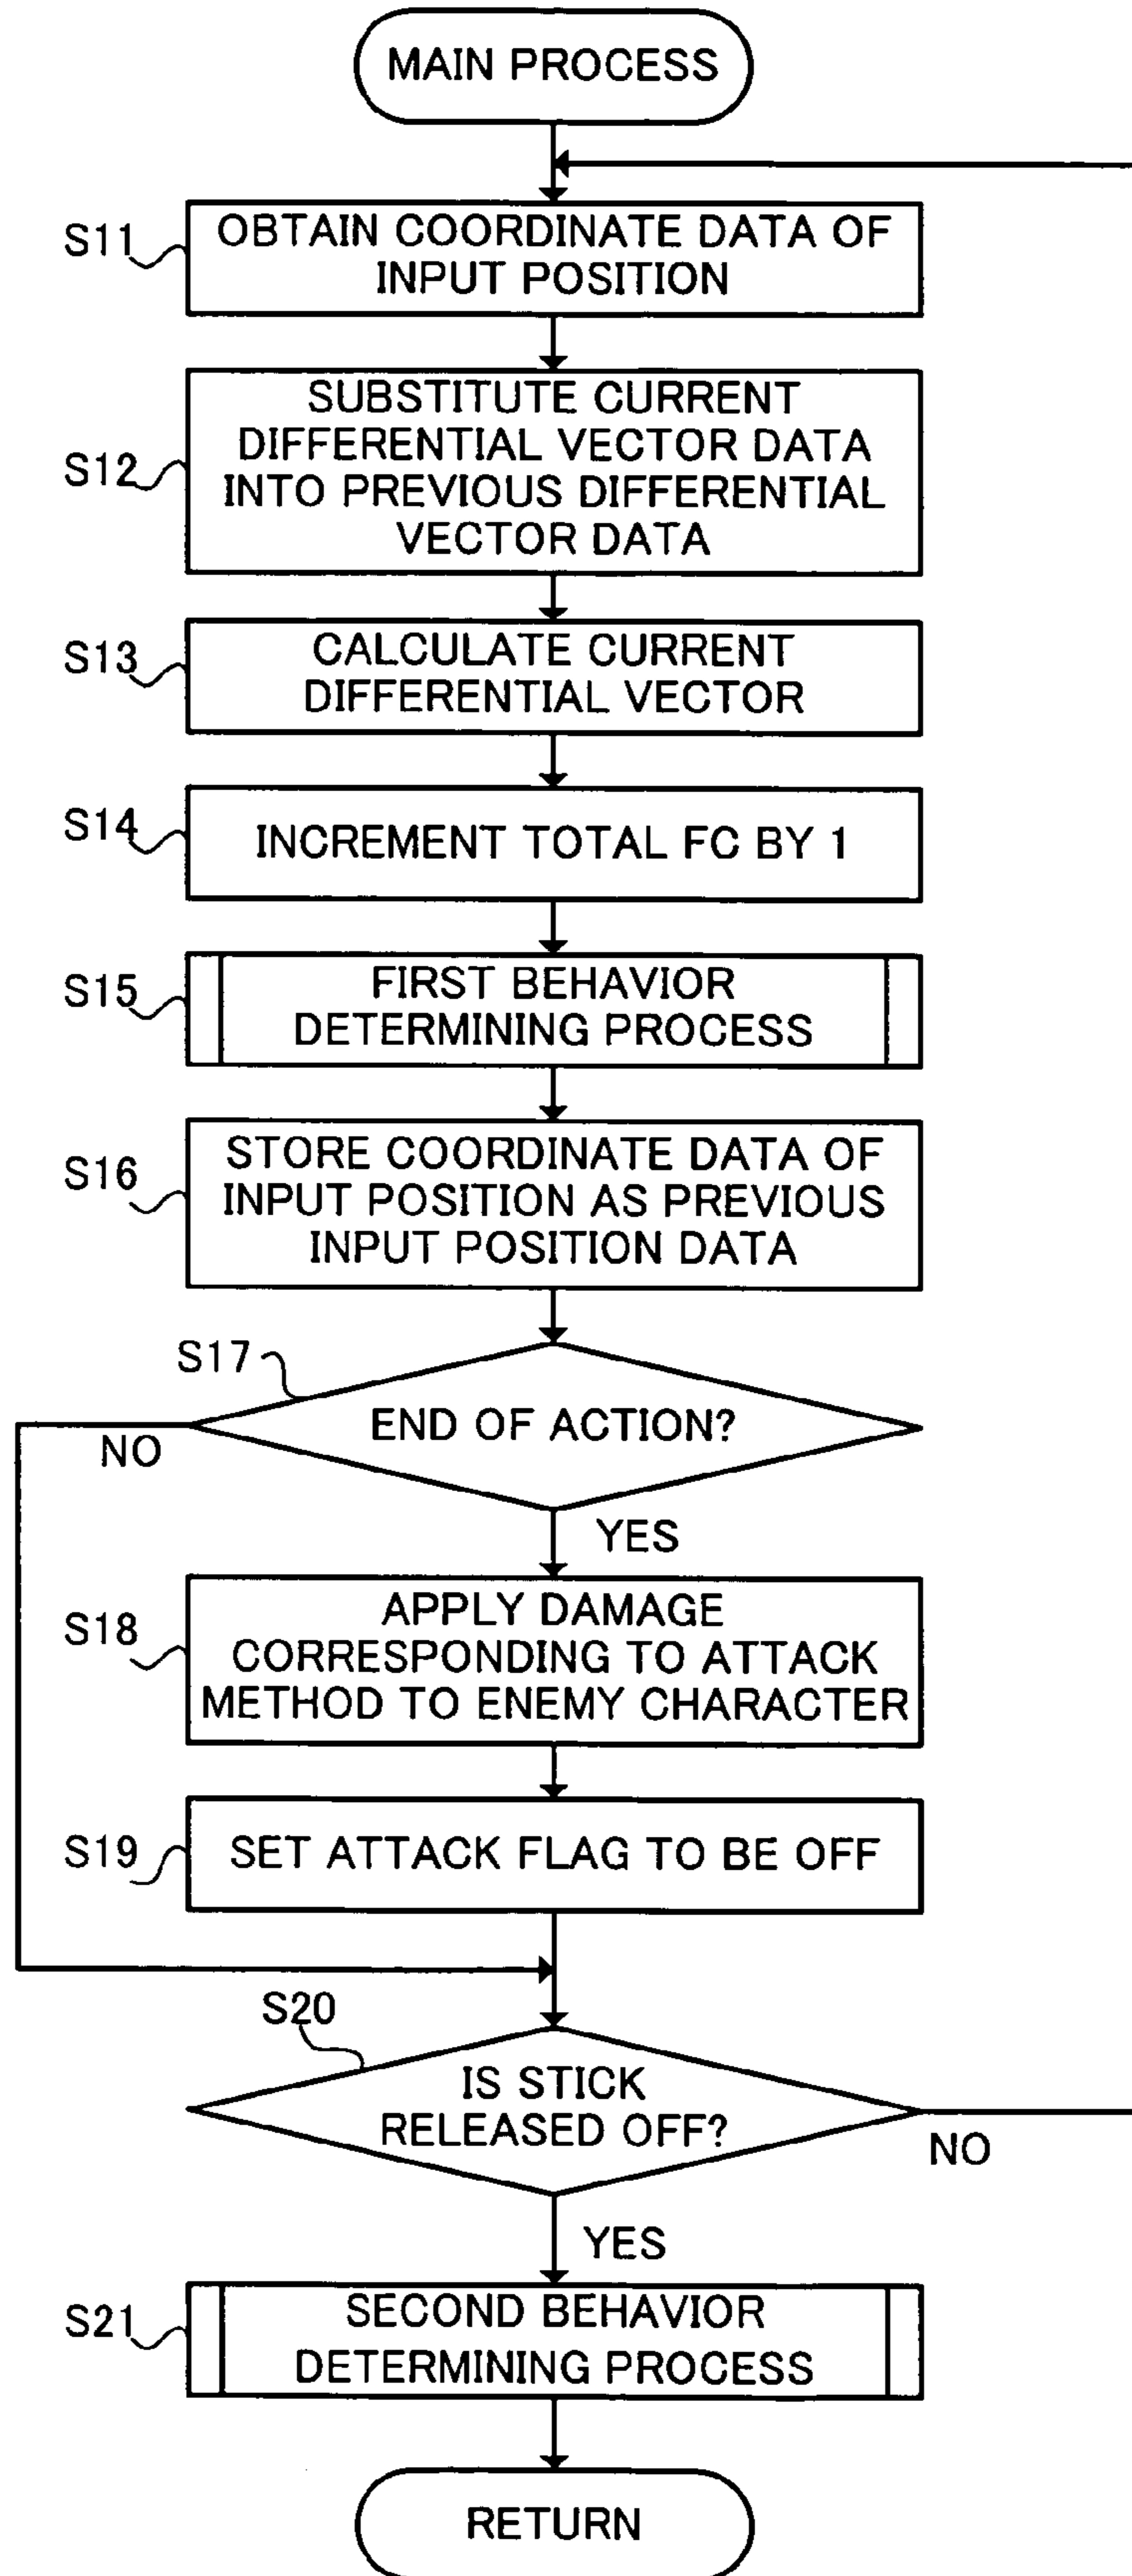 MAIN PROCESS
S11
OBTAIN COORDINATE DATA OF
INPUT POSITION
S12
SUBSTITUTE CURRENT
DIFFERENTIAL VECTOR DATA
INTO PREVIOUS DIFFERENTIAL
VECTOR DATA
S13
CALCULATE CURRENT
DIFFERENTIAL VECTOR
S14
INCREMENT TOTAL FC BY 1
S15
FIRST BEHAVIOR
DETERMINING PROCESS
S16
STORE COORDINATE DATA OF
INPUT POSITION AS PREVIOUS
INPUT POSITION DATA
S17
END OF ACTION?
NO
YES
S18
APPLY DAMAGE
CORRESPONDING TO ATTACK
METHOD TO ENEMY CHARACTER
S19
SET ATTACK FLAG TO BE OFF
S20
IS STICK
RELEASED OFF?
NO
YES
S21
SECOND BEHAVIOR
DETERMINING PROCESS
RETURN